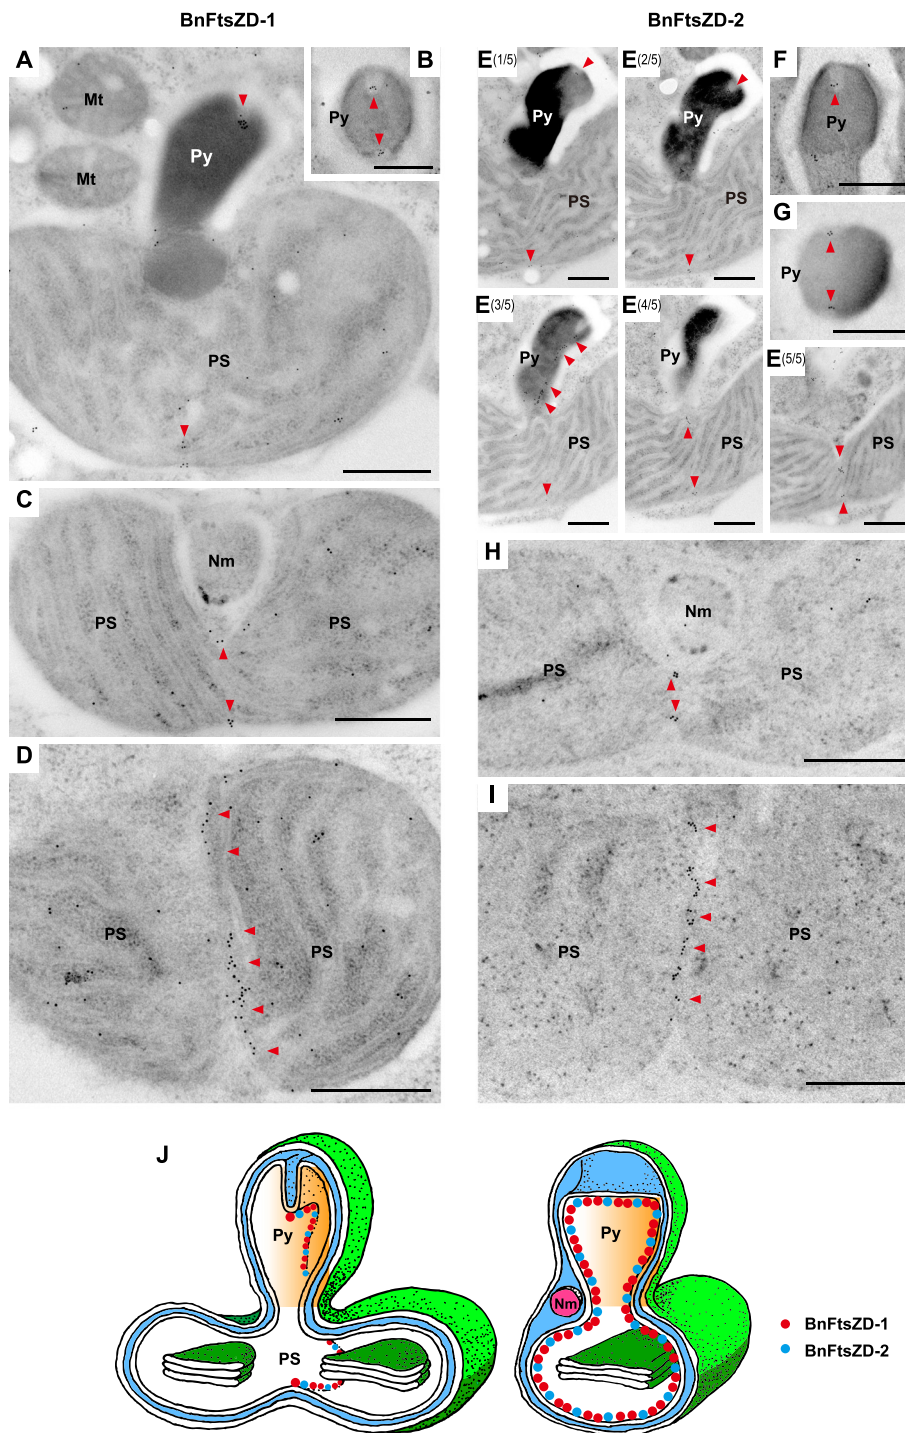 BnFtsZD-1
BnFtsZD-2
A
Mt
Mt
Py
PS
B
Py
C
Nm
PS
PS
D
PS
PS
E(1/5)
Py
PS
E(2/5)
Py
PS
F
Py
G
Py
E(3/5)
Py
PS
E(4/5)
Py
PS
E(5/5)
PS
H
Nm
PS
PS
I
PS
PS
J
Py
PS
Py
Nm
BnFtsZD-1
BnFtsZD-2